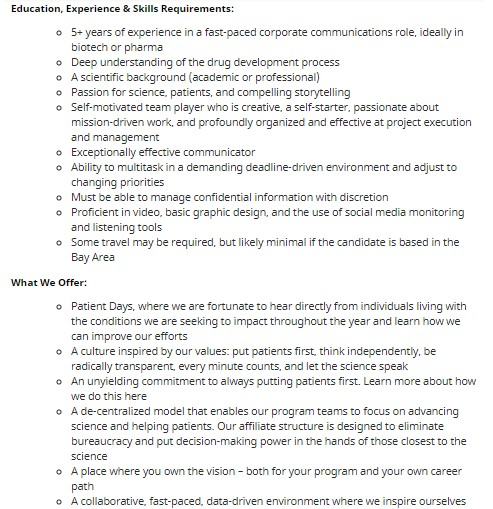 Education, Experience & Skills Requirements:
5+ years of experience in a fast-paced corporate communications role, ideally in
biotech or pharma
Deep understanding of the drug development process
A scientific background (academic or professional)
Passion for science, patients, and compelling storytelling
Self-motivated team player who is creative, a self-starter, passionate about
mission-driven work, and profoundly organized and effective at project execution
and management
Exceptionally effective communicator
Ability to multitask in a demanding deadline-driven environment and adjust to
changing priorities
Must be able to manage confidential information with discretion
Proficient in video, basic graphic design, and the use of social media monitoring
and listening tools
Some travel may be required, but likely minimal if the candidate is based in the
Bay Area
What We Offer:
Patient Days, where we are fortunate to hear directly from individuals living with
the conditions we are seeking to impact throughout the year and learn how we
can improve our efforts
A culture inspired by our values: put patients first, think independently, be
radically transparent, every minute counts, and let the science speak
An unyielding commitment to always putting patients first. Learn more about how
we do this here
A de-centralized model that enables our program teams to focus on advancing
science and helping patients. Our affiliate structure is designed to eliminate
bureaucracy and put decision-making power in the hands of those closest to the
science
A place where you own the vision – both for your program and your own career
path
A collaborative, fast-paced, data-driven environment where we inspire ourselves